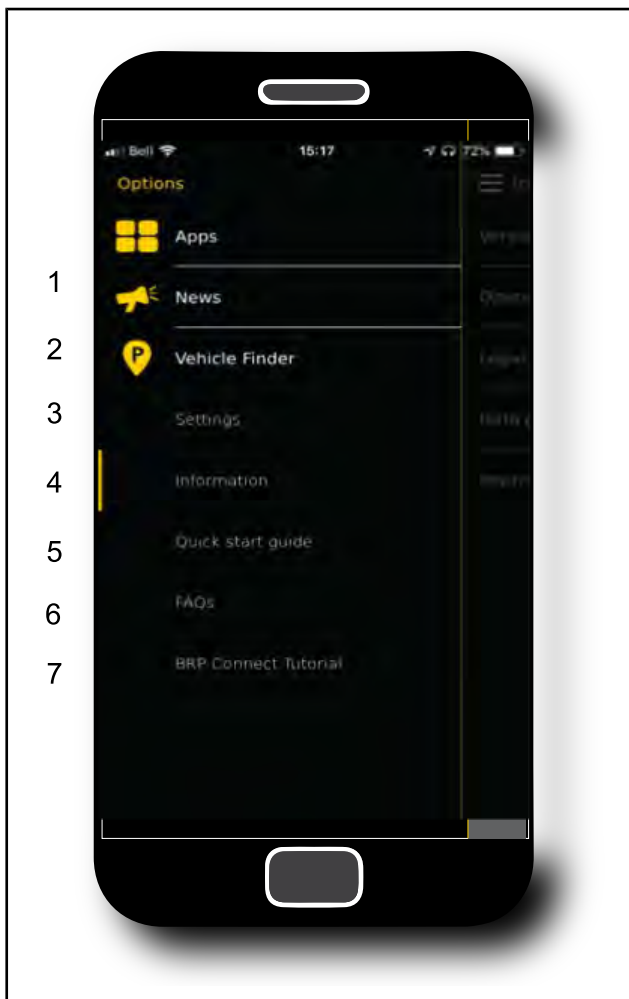 Bell 15:17 72%
Options
Apps
1
News
2
P Vehicle Finder
3
Settings
4
Information
5
Quick start guide
6
FAQs
7
BRP Connect Tutorial